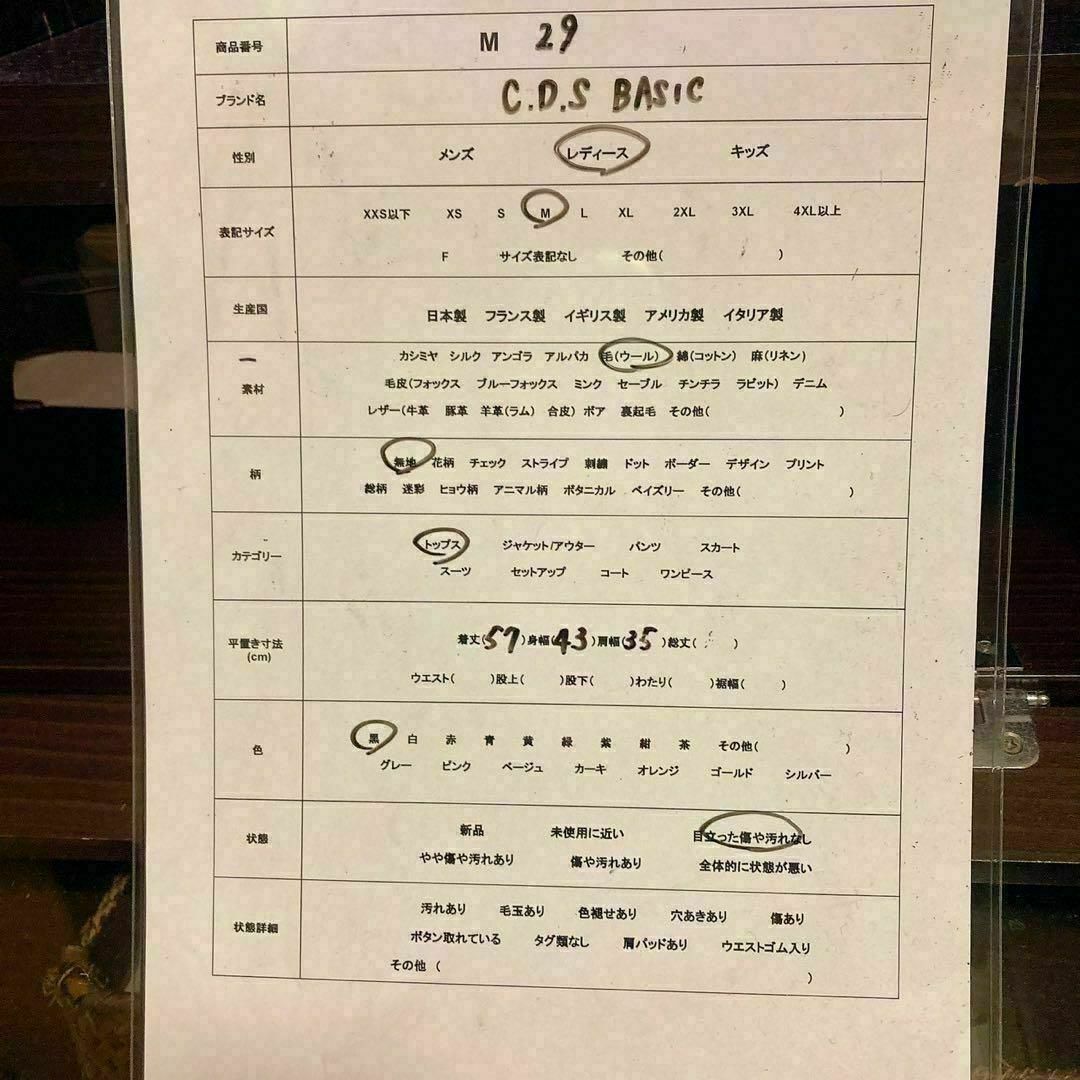 商品番号 M 29
ブランド名 C.D.S BASIC
性別 メンズ レディース キッズ
表記サイズ XXS以下 XS S M L XL 2XL 3XL 4XL以上
F サイズ表記なし その他( )
生産国 日本製 フランス製 イギリス製 アメリカ製 イタリア製
素材 カシミヤ シルク アンゴラ アルパカ 毛(ウール) 綿(コットン) 麻(リネン)
毛皮(フォックス ブルーフォックス ミンク セーブル チンチラ ラビット) デニム
レザー(牛革 豚革 羊革(ラム) 合皮) ボア 裏起毛 その他( )
柄 無地 花柄 チェック ストライプ 刺繍 ドット ボーダー デザイン プリント
総柄 迷彩 ヒョウ柄 アニマル柄 ボタニカル ペイズリー その他( )
カテゴリー トップス ジャケット/アウター パンツ スカート
スーツ セットアップ コート ワンピース
平置き寸法 着丈(57)身幅(43)肩幅(35)総丈( )
(cm) ウエスト( )股上( )股下( )わたり( )裾幅( )
色 黒 白 赤 青 黄 緑 紫 紺 茶 その他( )
グレー ピンク ベージュ カーキ オレンジ ゴールド シルバー
状態 新品 未使用に近い 目立った傷や汚れなし
やや傷や汚れあり 傷や汚れあり 全体的に状態が悪い
状態詳細 汚れあり 毛玉あり 色褪せあり 穴あきあり 傷あり
ボタン取れている タグ類なし 肩パッドあり ウエストゴム入り
その他 ( )